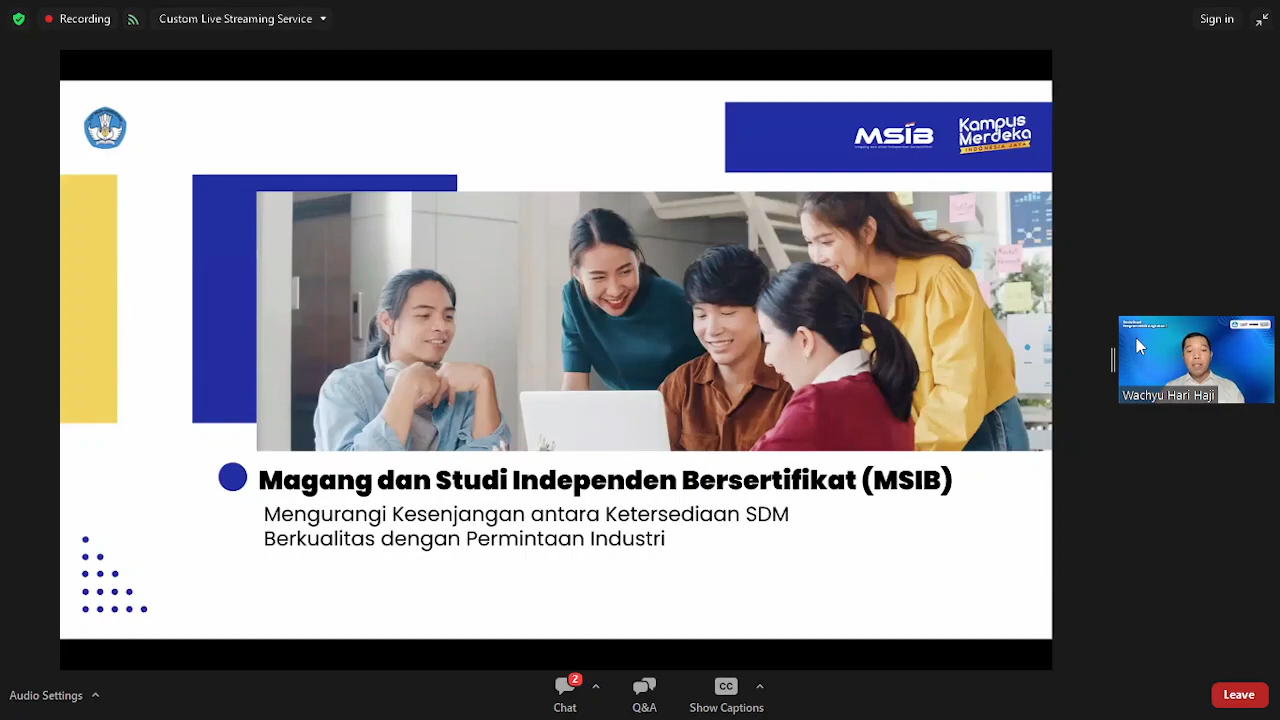 Recording
Custom Live Streaming Service
Sign in
MSIB
Kampus
Merdeka
INDONESIA JAYA
Magang dan Studi Independen Bersertifikat (MSIB)
Mengurangi Kesenjangan antara Ketersediaan SDM
Berkualitas dengan Permintaan Industri
Wachyu Hari Haji
Audio Settings
2
Chat
Q&A
CC
Show Captions
Leave